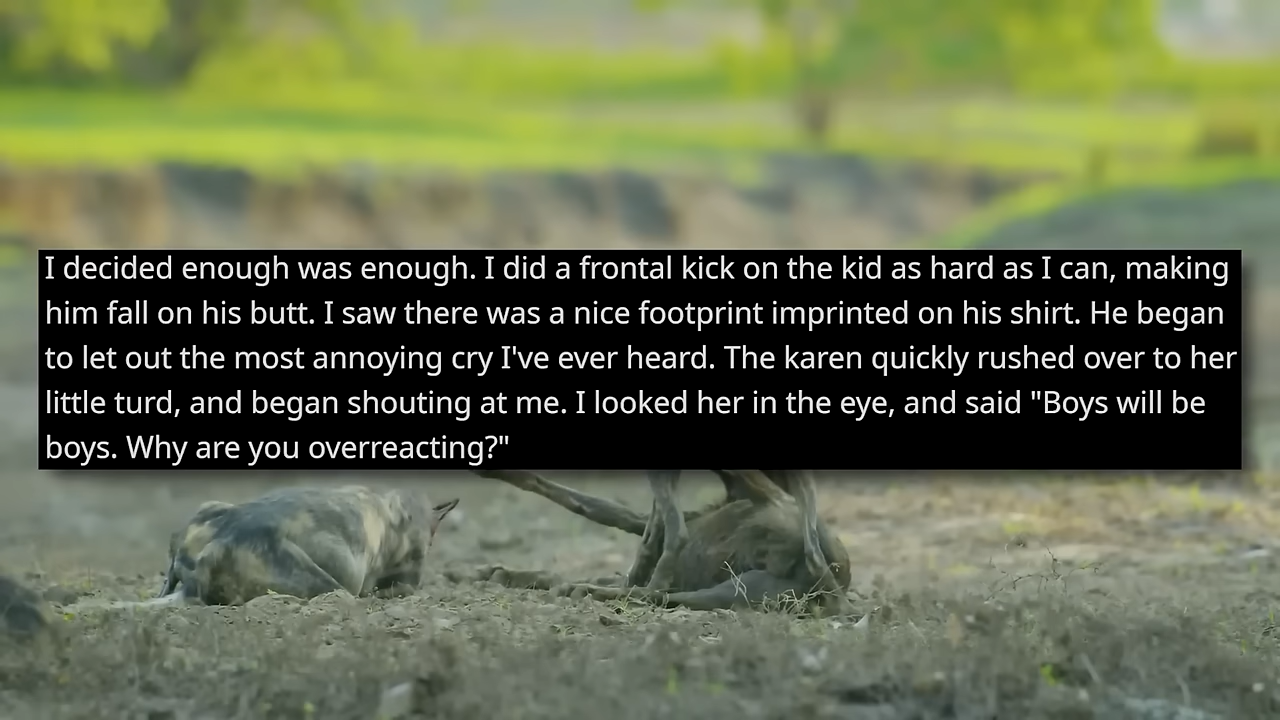 I decided enough was enough. I did a frontal kick on the kid as hard as I can, making
him fall on his butt. I saw there was a nice footprint imprinted on his shirt. He began
to let out the most annoying cry I've ever heard. The karen quickly rushed over to her
little turd, and began shouting at me. I looked her in the eye, and said "Boys will be
boys. Why are you overreacting?"